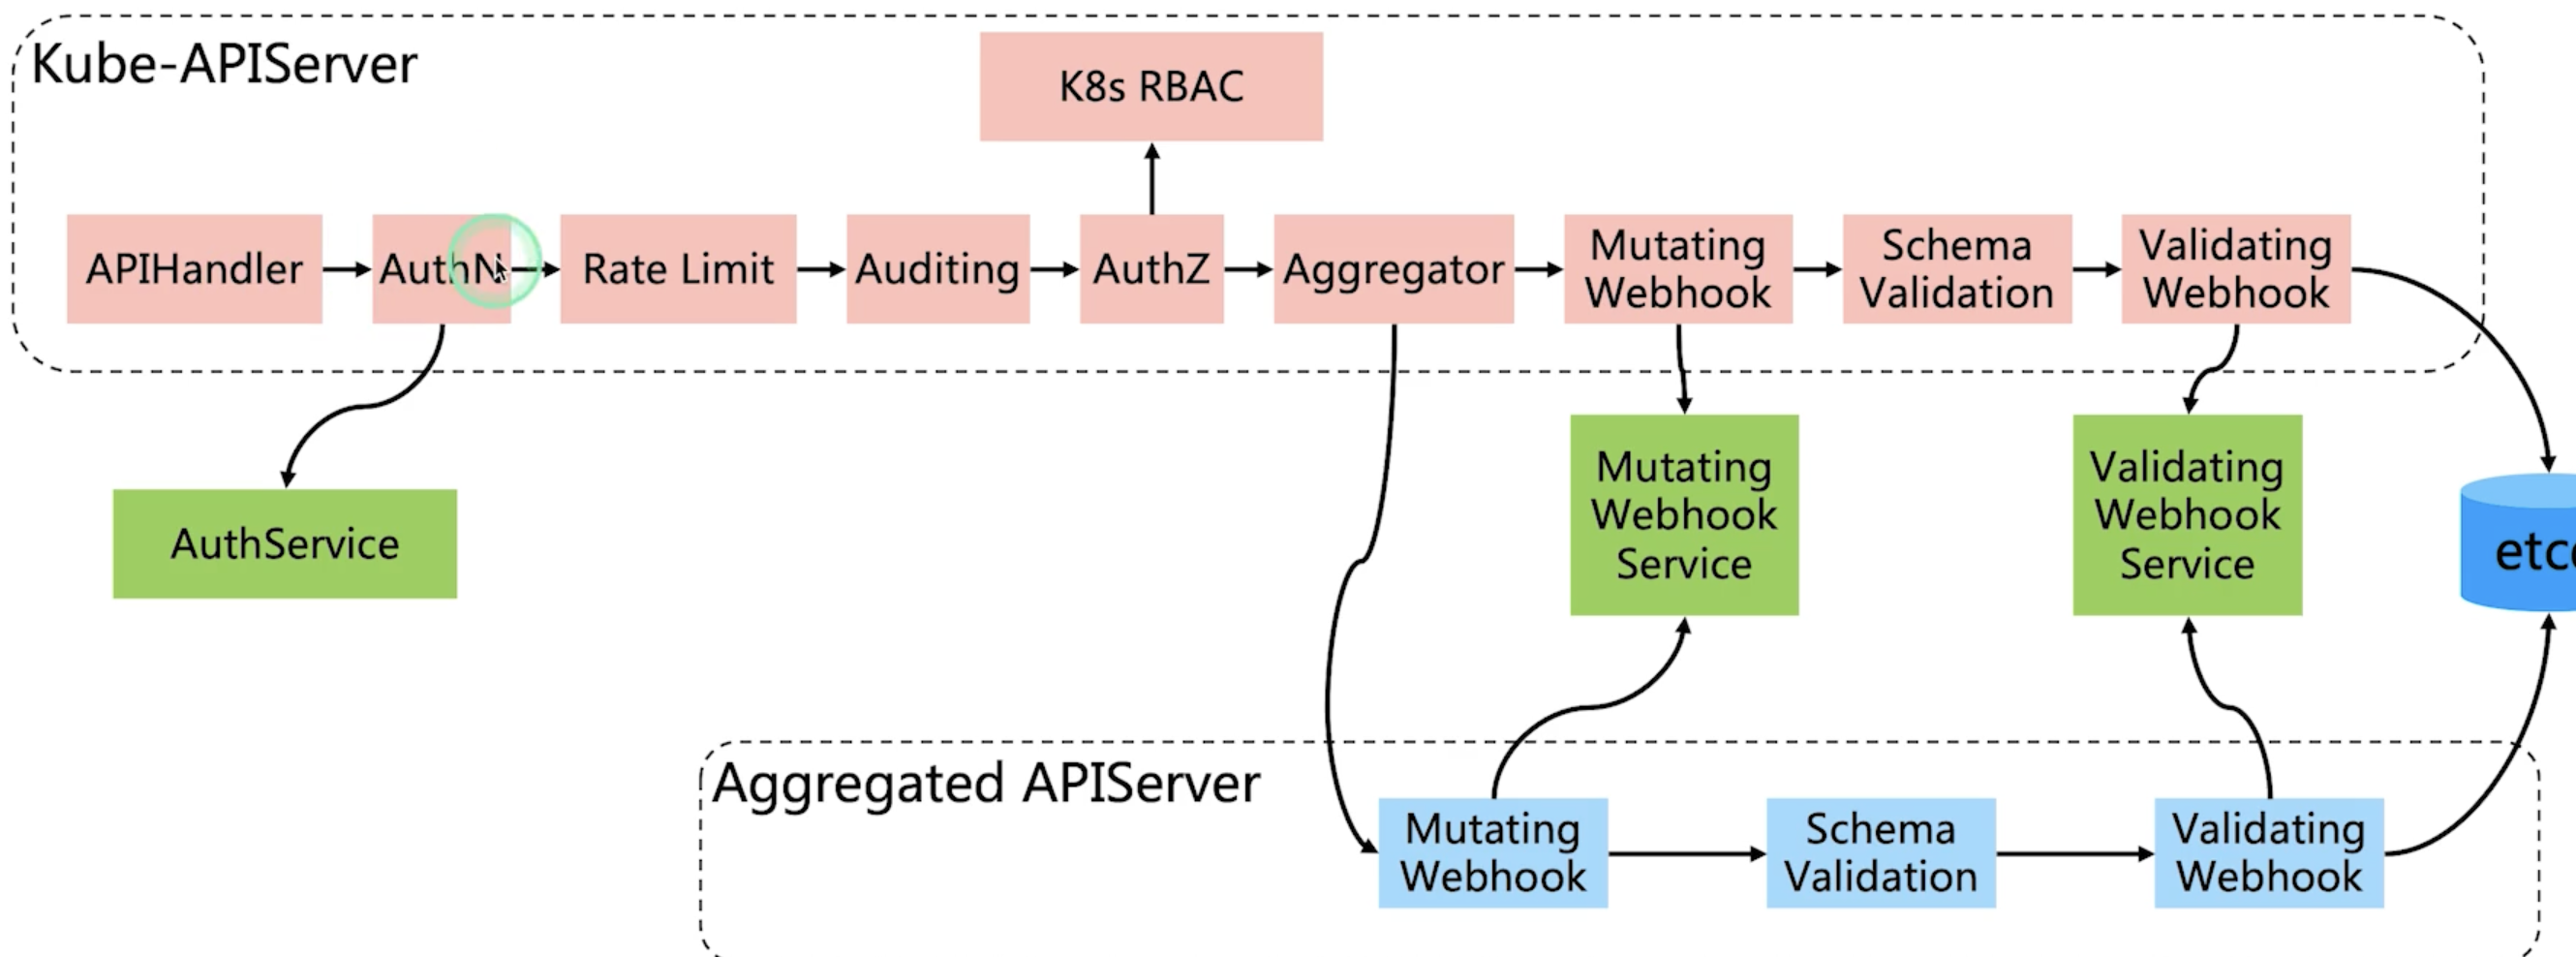 Kube-APIServer
K8s RBAC
APIHandler
AuthN
Rate Limit
Auditing
AuthZ
Aggregator
Mutating
Webhook
Schema
Validation
Validating
Webhook
AuthService
Mutating
Webhook
Service
Validating
Webhook
Service
Aggregated APIServer
Mutating
Webhook
Schema
Validation
Validating
Webhook